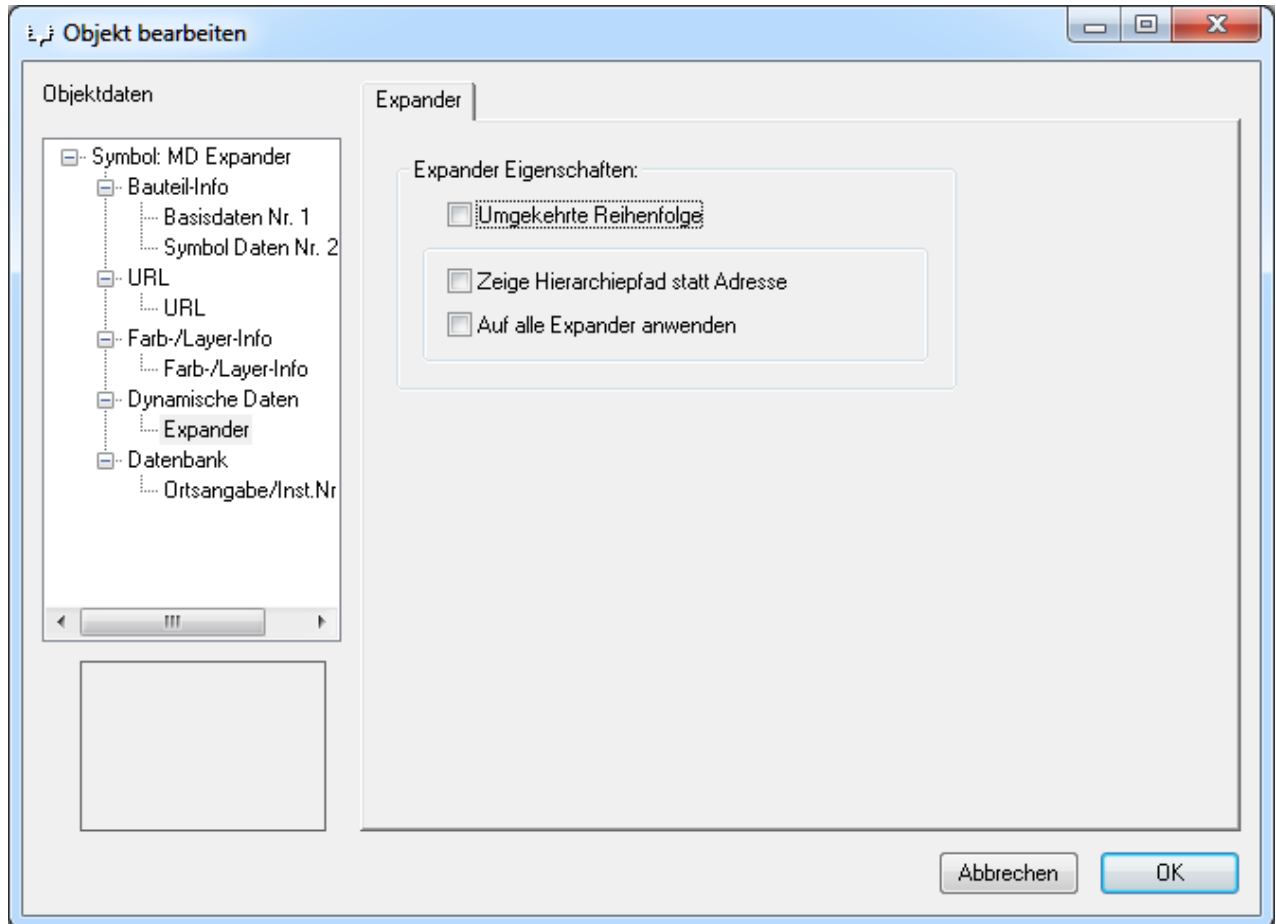 Objekt bearbeiten
Objektdaten
Symbol: MD Expander
Bauteil-Info
Basisdaten Nr. 1
Symbol Daten Nr. 2
URL
URL
Farb-/Layer-Info
Farb-/Layer-Info
Dynamische Daten
Expander
Datenbank
Ortsangabe/Inst.Nr
Expander
Expander Eigenschaften:
Umgekehrte Reihenfolge
Zeige Hierarchiepfad statt Adresse
Auf alle Expander anwenden
Abbrechen
OK